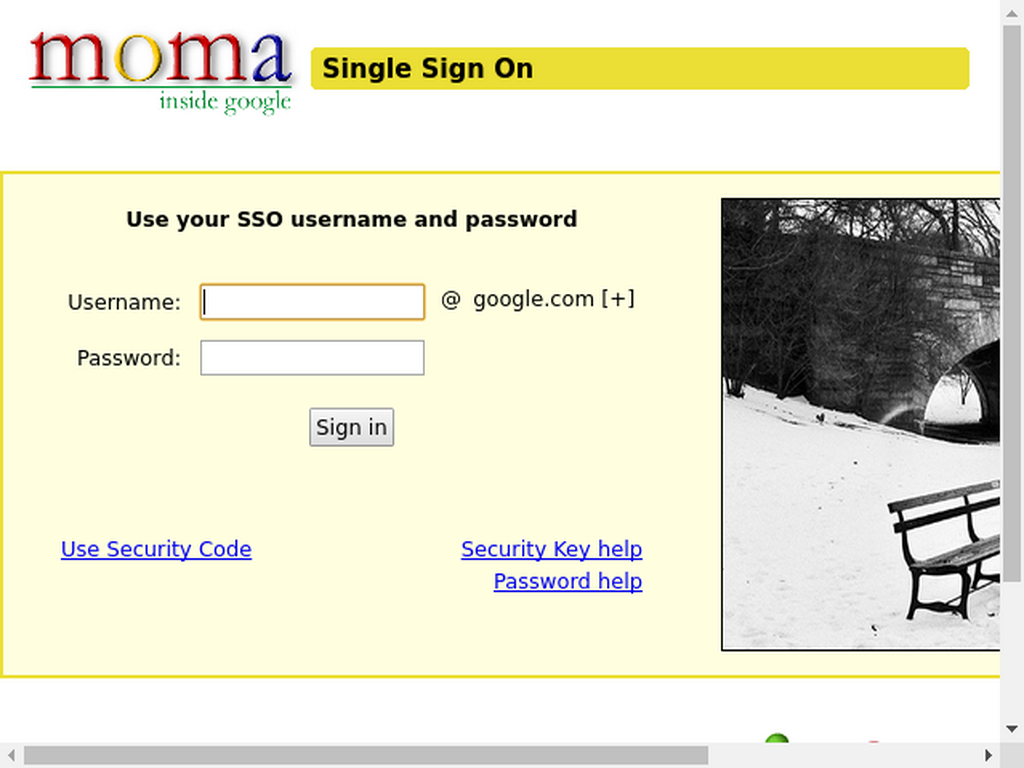 moma
inside google
Single Sign On
Use your SSO username and password
Username: @ google.com [+]
Password:
Sign in
Use Security Code Security Key help
Password help